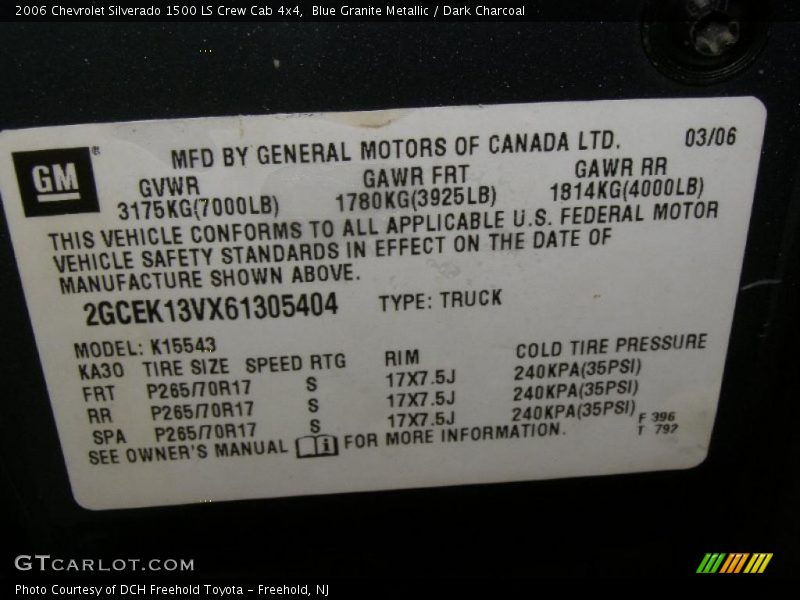 2006 Chevrolet Silverado 1500 LS Crew Cab 4x4,  Blue Granite Metallic / Dark Charcoal
GM®
MFD BY GENERAL MOTORS OF CANADA LTD. 03/06
GVWR GAWR FRT GAWR RR
3175KG(7000LB) 1780KG(3925LB) 1814KG(4000LB)
THIS VEHICLE CONFORMS TO ALL APPLICABLE U.S. FEDERAL MOTOR
VEHICLE SAFETY STANDARDS IN EFFECT ON THE DATE OF
MANUFACTURE SHOWN ABOVE.
2GCEK13VX61305404 TYPE: TRUCK
MODEL: K15543
KA30 TIRE SIZE SPEED RTG RIM COLD TIRE PRESSURE
FRT P265/70R17 S 17X7.5J 240KPA(35PSI)
RR P265/70R17 S 17X7.5J 240KPA(35PSI)
SPA P265/70R17 S 17X7.5J 240KPA(35PSI)
SEE OWNER'S MANUAL i FOR MORE INFORMATION.
F 396
T 792
GTCARLOT.COM
Photo Courtesy of DCH Freehold Toyota – Freehold, NJ